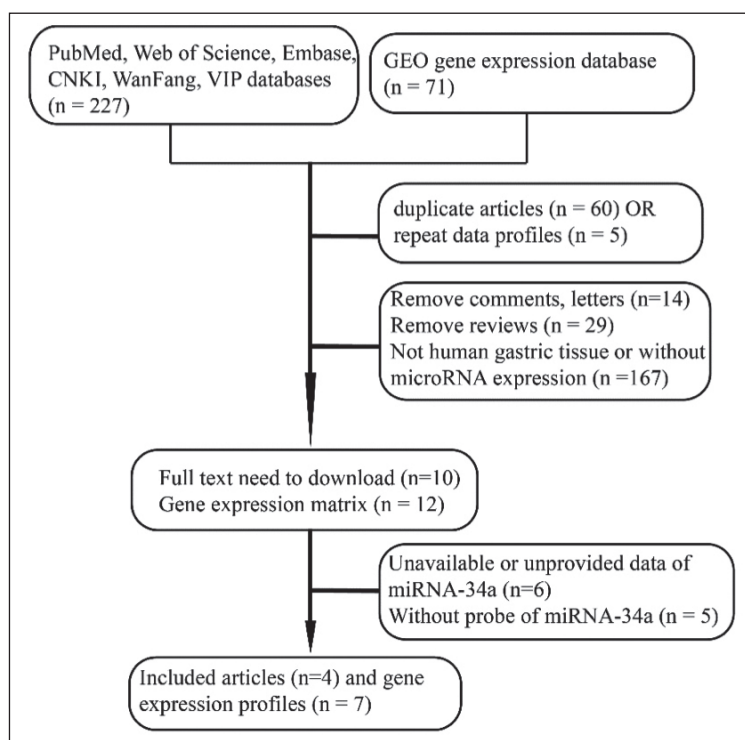 PubMed, Web of Science, Embase,
CNKI, WanFang, VIP databases
(n = 227)
GEO gene expression database
(n = 71)
duplicate articles (n = 60) OR
repeat data profiles (n = 5)
Remove comments, letters (n=14)
Remove reviews (n = 29)
Not human gastric tissue or without
microRNA expression (n =167)
Full text need to download (n=10)
Gene expression matrix (n = 12)
Unavailable or unprovided data of
miRNA-34a (n=6)
Without probe of miRNA-34a (n = 5)
Included articles (n=4) and gene
expression profiles (n = 7)